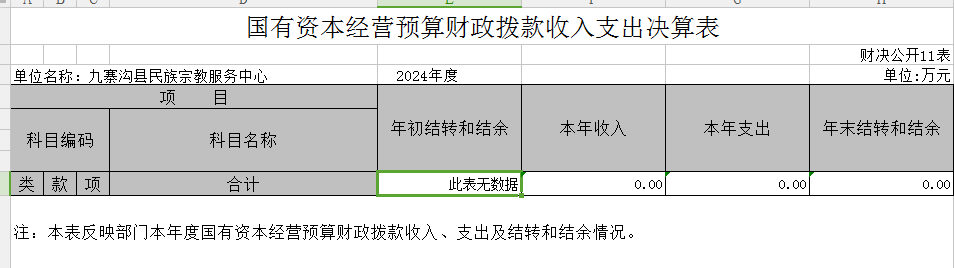 A B C D E F G H
国有资本经营预算财政拨款收入支出决算表
财决公开11表
单位名称：九寨沟县民族宗教服务中心 2024年度 单位:万元
项 目 年初结转和结余 本年收入 本年支出 年末结转和结余
科目编码 科目名称
类 款 项 合计 此表无数据 0.00 0.00 0.00
注：本表反映部门本年度国有资本经营预算财政拨款收入、支出及结转和结余情况。